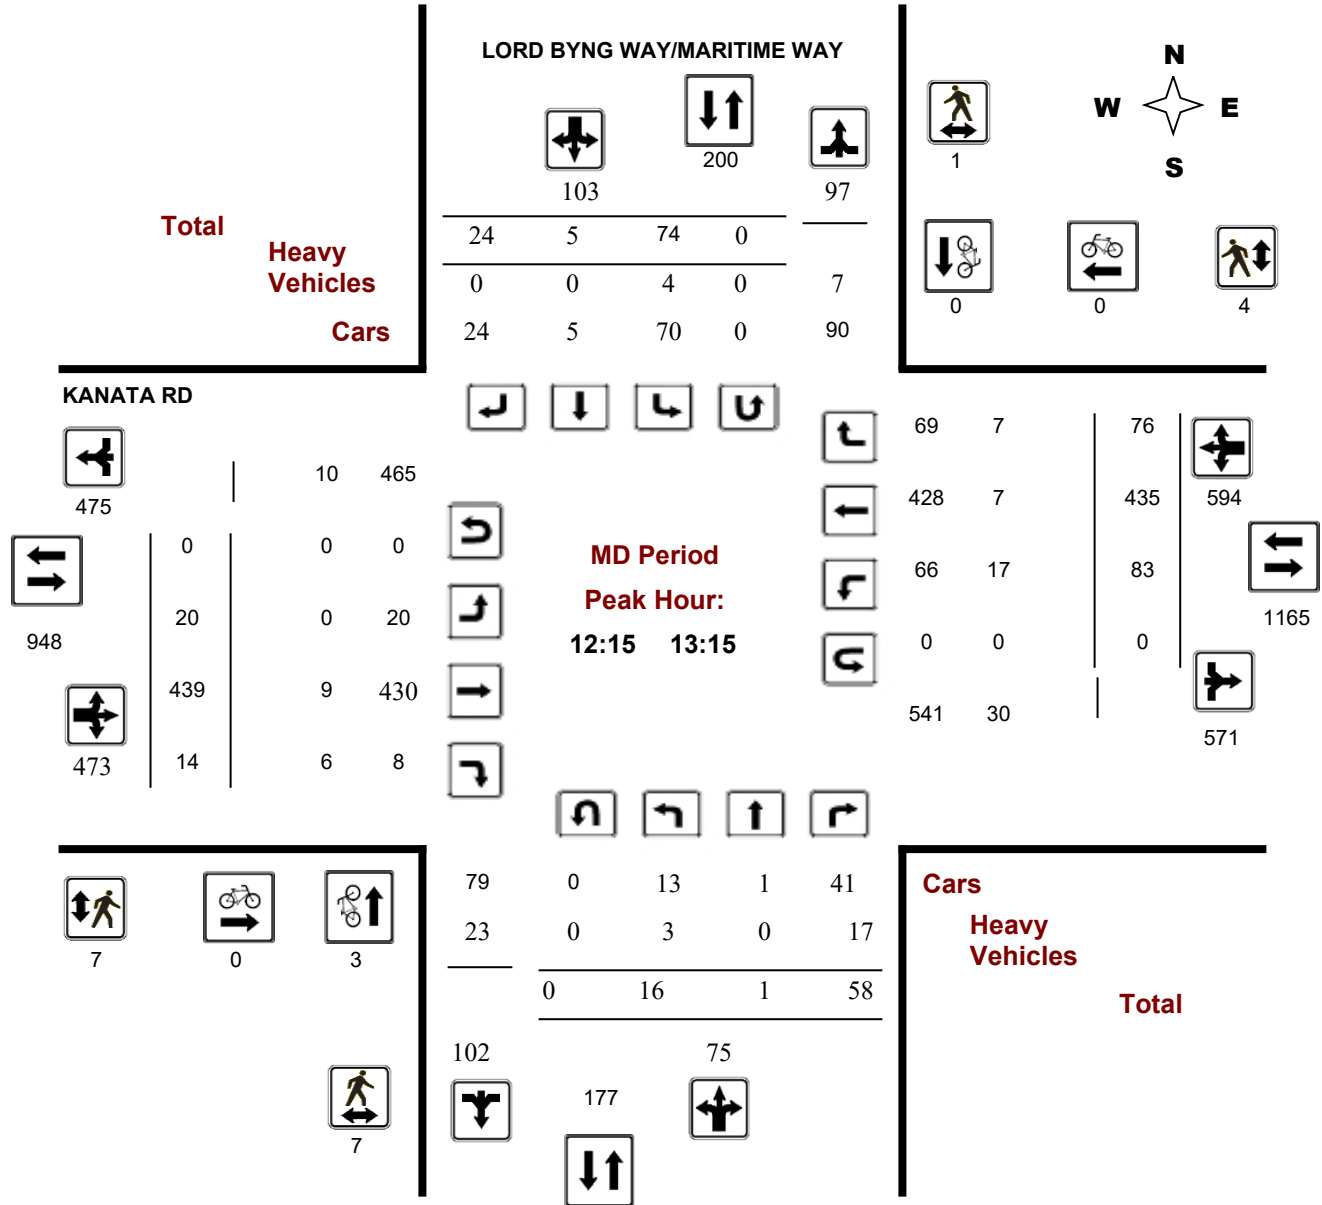 LORD BYNG WAY/MARITIME WAY
N
W E
S
200
1
103 97
Total
24 5 74 0
Heavy
Vehicles
0 0 4 0 7
0 0 4
Cars
24 5 70 0 90
KANATA RD
69 7 76
10 465
475
428 7 435 594
0 0 0
MD Period
66 17 83
Peak Hour:
20 0 20
1165
948
12:15 13:15
0 0 0
439 9 430
541 30
571
473 14 6 8
79 0 13 1 41
Cars
23 0 3 0 17
Heavy
Vehicles
7 0 3
0 16 1 58
Total
102 75
177
7